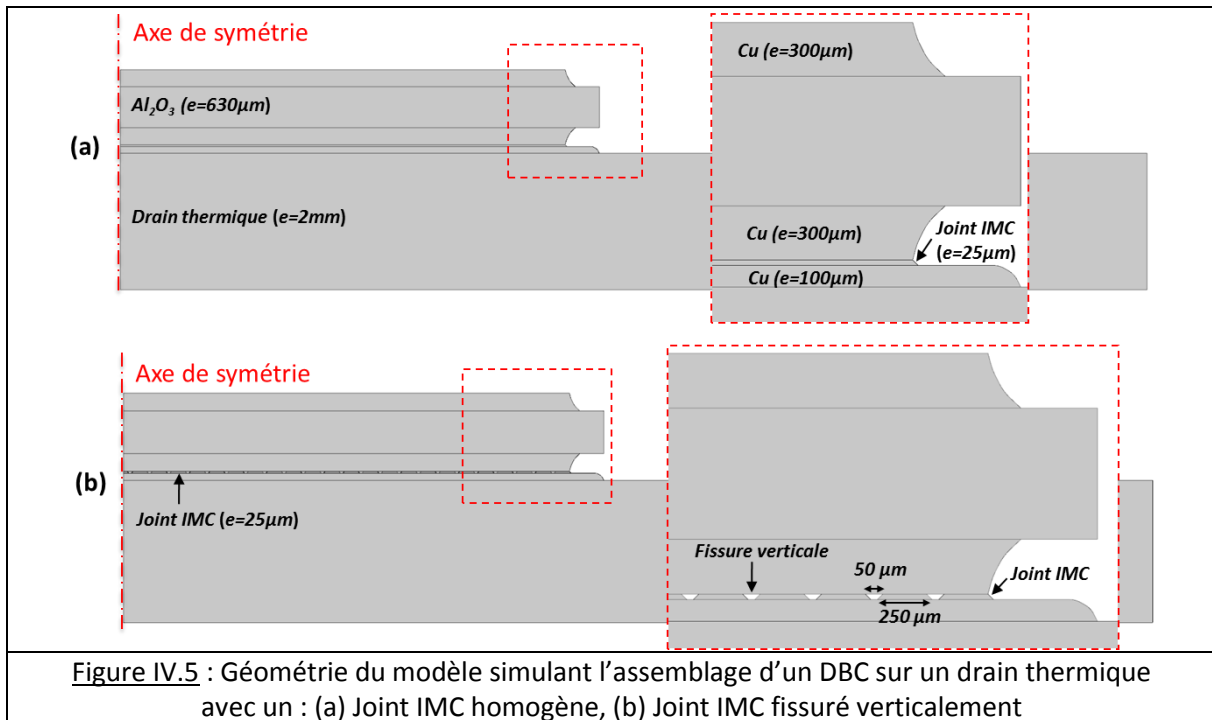 Axe de symétrie
Cu (e=300µm)
Al₂O₃ (e=630µm)
(a)
Drain thermique (e=2mm)
Cu (e=300µm)
Joint IMC
(e=25µm)
Cu (e=100µm)
Axe de symétrie
(b)
Joint IMC (e=25µm)
Fissure verticale
50 µm
Joint IMC
250 µm
Figure IV.5 : Géométrie du modèle simulant l’assemblage d’un DBC sur un drain thermique
avec un : (a) Joint IMC homogène, (b) Joint IMC fissuré verticalement